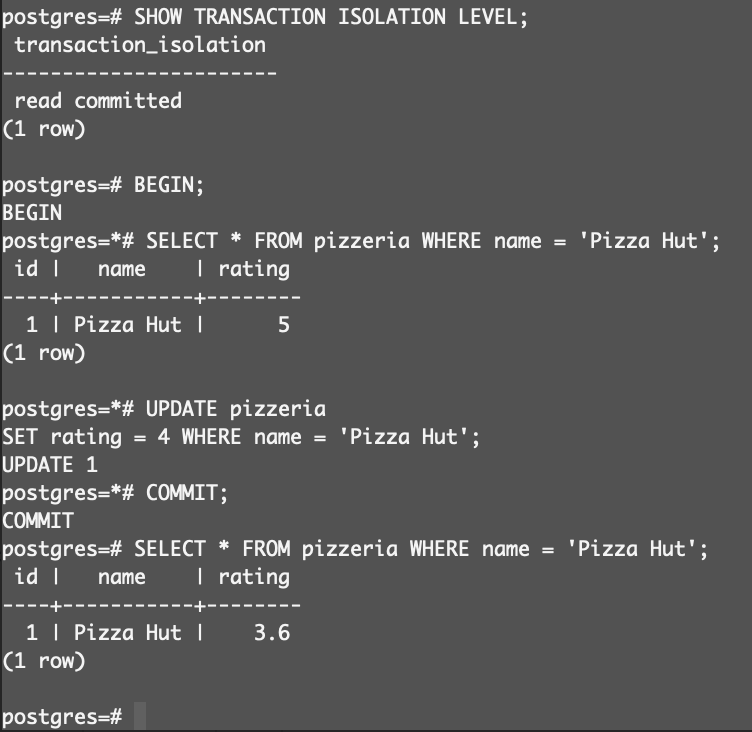 postgres=# SHOW TRANSACTION ISOLATION LEVEL;
 transaction_isolation
-----------------------
 read committed
(1 row)

postgres=# BEGIN;
BEGIN
postgres=*# SELECT * FROM pizzeria WHERE name = 'Pizza Hut';
 id |   name    | rating
----+-----------+--------
  1 | Pizza Hut |      5
(1 row)

postgres=*# UPDATE pizzeria
SET rating = 4 WHERE name = 'Pizza Hut';
UPDATE 1
postgres=*# COMMIT;
COMMIT
postgres=# SELECT * FROM pizzeria WHERE name = 'Pizza Hut';
 id |   name    | rating
----+-----------+--------
  1 | Pizza Hut |    3.6
(1 row)

postgres=#